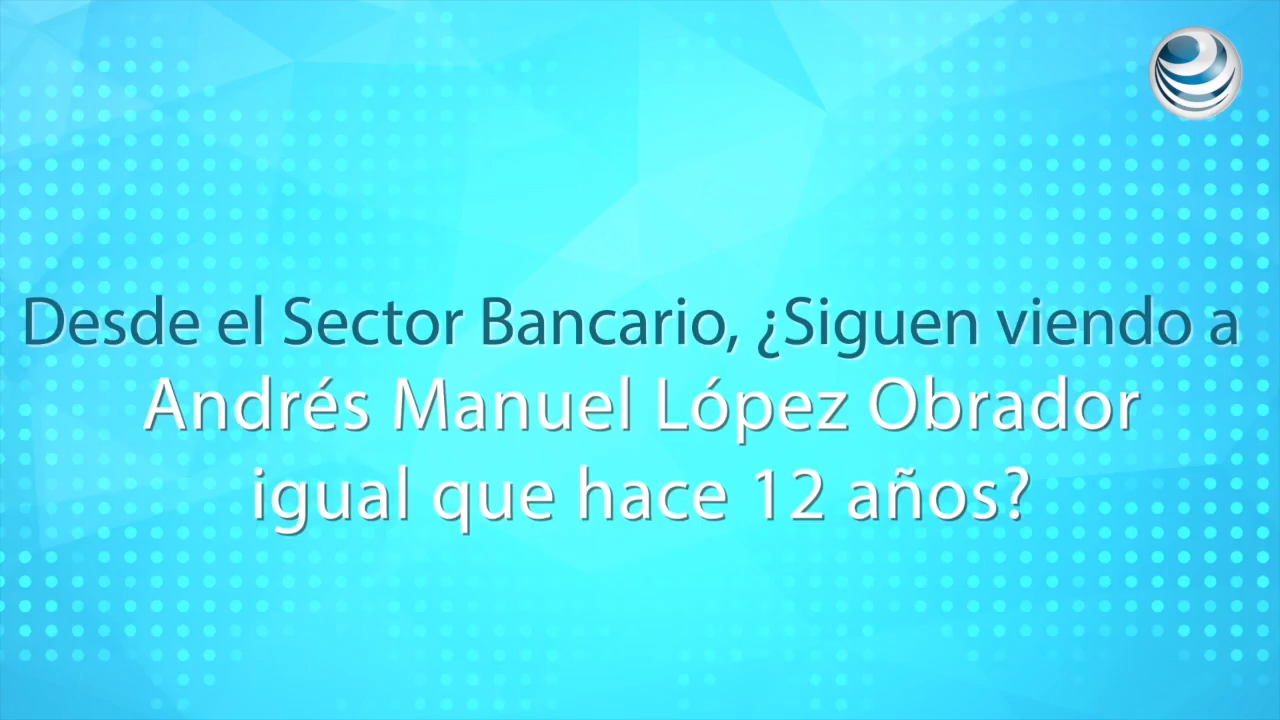 Desde el Sector Bancario, ¿Siguen viendo a
Andrés Manuel López Obrador
igual que hace 12 años?